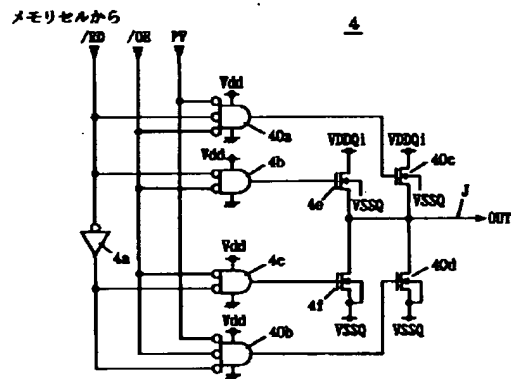 メモリセルから
4
/RD /OE PV
Vdd
40a
Vdd
4b
VDDQi VDDQi
40c
4e
VSSQ
VSSQ
J
OUT
4a
Vdd
4c
4f
40d
VSSQ VSSQ
Vdd
40b